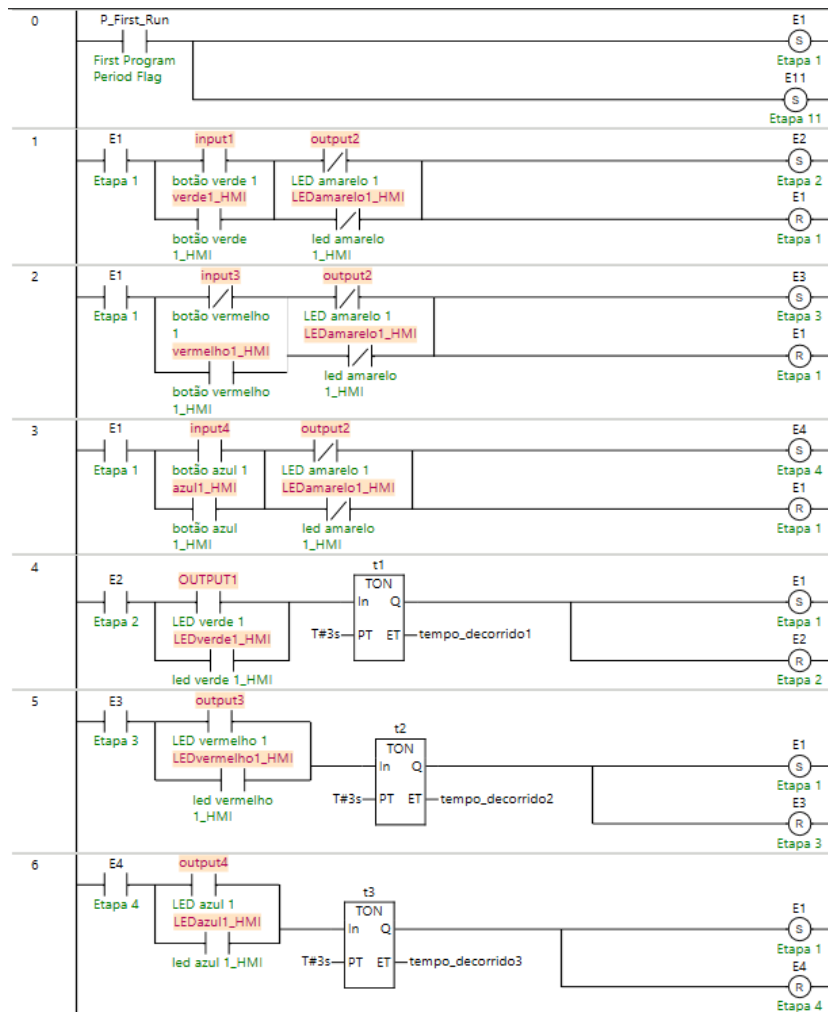 0
P_First_Run
First Program
Period Flag
E1
S
Etapa 1
E11
S
Etapa 11
1
E1
Etapa 1
input1
botão verde 1
verde1_HMI
botão verde
1_HMI
output2
LED amarelo 1
LEDamarelo1_HMI
led amarelo
1_HMI
E2
S
Etapa 2
E1
R
Etapa 1
2
E1
Etapa 1
input3
botão vermelho
1
vermelho1_HMI
botão vermelho
1_HMI
output2
LED amarelo 1
LEDamarelo1_HMI
led amarelo
1_HMI
E3
S
Etapa 3
E1
R
Etapa 1
3
E1
Etapa 1
input4
botão azul 1
azul1_HMI
botão azul
1_HMI
output2
LED amarelo 1
LEDamarelo1_HMI
led amarelo
1_HMI
E4
S
Etapa 4
E1
R
Etapa 1
4
E2
Etapa 2
OUTPUT1
LED verde 1
LEDverde1_HMI
led verde 1_HMI
t1
TON
In Q
T#3s PT ET tempo_decorrido1
E1
S
Etapa 1
E2
R
Etapa 2
5
E3
Etapa 3
output3
LED vermelho 1
LEDvermelho1_HMI
led vermelho
1_HMI
t2
TON
In Q
T#3s PT ET tempo_decorrido2
E1
S
Etapa 1
E3
R
Etapa 3
6
E4
Etapa 4
output4
LED azul 1
LEDazul1_HMI
led azul 1_HMI
t3
TON
In Q
T#3s PT ET tempo_decorrido3
E1
S
Etapa 1
E4
R
Etapa 4